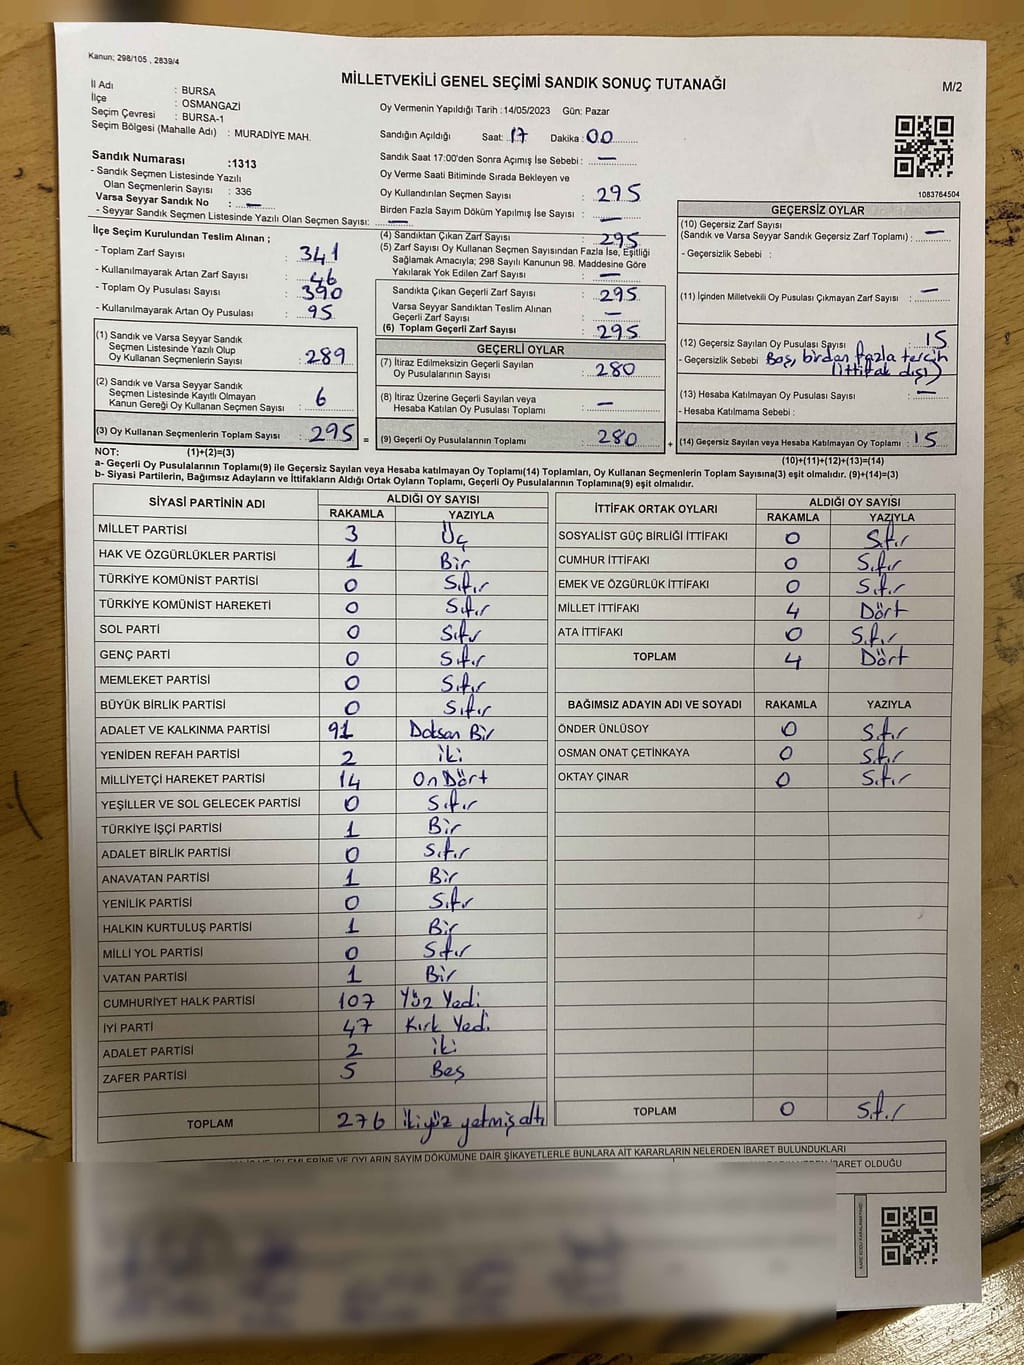 Kanun; 298/105 , 2839/4
MİLLETVEKİLİ GENEL SEÇİMİ SANDIK SONUÇ TUTANAĞI
M/2
İl Adı : BURSA
İlçe : OSMANGAZİ
Seçim Çevresi : BURSA-1
Seçim Bölgesi (Mahalle Adı) : MURADİYE MAH.
Oy Vermenin Yapıldığı Tarih :14/05/2023 Gün: Pazar
Sandığın Açıldığı Saat: 17 Dakika : 00
Sandık Saat 17:00'den Sonra Açımış İse Sebebi : —
Sandık Numarası :1313
- Sandık Seçmen Listesinde Yazılı
Olan Seçmenlerin Sayısı : 336
Varsa Seyyar Sandık No : —
- Seyyar Sandık Seçmen Listesinde Yazılı Olan Seçmen Sayısı: —
Oy Verme Saati Bitiminde Sırada Bekleyen ve
Oy Kullandırılan Seçmen Sayısı : 295
Birden Fazla Sayım Döküm Yapılmış İse Sayısı : —
1083764504
İlçe Seçim Kurulundan Teslim Alınan ;
- Toplam Zarf Sayısı : 341
- Kullanılmayarak Artan Zarf Sayısı : 46
- Toplam Oy Pusulası Sayısı : 390
- Kullanılmayarak Artan Oy Pusulası : 95
(4) Sandıktan Çıkan Zarf Sayısı : 295
(5) Zarf Sayısı Oy Kullanan Seçmen Sayısından Fazla İse, Eşitliği
Sağlamak Amacıyla; 298 Sayılı Kanunun 98. Maddesine Göre
Yakılarak Yok Edilen Zarf Sayısı : —
Sandıkta Çıkan Geçerli Zarf Sayısı : 295
Varsa Seyyar Sandıktan Teslim Alınan
Geçerli Zarf Sayısı : —
(6) Toplam Geçerli Zarf Sayısı : 295
GEÇERSİZ OYLAR
(10) Geçersiz Zarf Sayısı
(Sandık ve Varsa Seyyar Sandık Geçersiz Zarf Toplamı) : —
- Geçersizlik Sebebi :
(11) İçinden Milletvekili Oy Pusulası Çıkmayan Zarf Sayısı : —
(12) Geçersiz Sayılan Oy Pusulası Sayısı : 15
- Geçersizlik Sebebi Boş, birden fazla tercih
(ittifak dışı)
(13) Hesaba Katılmayan Oy Pusulası Sayısı : —
- Hesaba Katılmama Sebebi :
(14) Geçersiz Sayılan veya Hesaba Katılmayan Oy Toplamı : 15
(1) Sandık ve Varsa Seyyar Sandık
Seçmen Listesinde Yazılı Olup
Oy Kullanan Seçmenlerin Sayısı : 289
(2) Sandık ve Varsa Seyyar Sandık
Seçmen Listesinde Kayıtlı Olmayan
Kanun Gereği Oy Kullanan Seçmen Sayısı : 6
(3) Oy Kullanan Seçmenlerin Toplam Sayısı : 295 =
GEÇERLİ OYLAR
(7) İtiraz Edilmeksizin Geçerli Sayılan
Oy Pusulalarının Sayısı : 280
(8) İtiraz Üzerine Geçerli Sayılan veya
Hesaba Katılan Oy Pusulası Toplamı : —
(9) Geçerli Oy Pusulalarının Toplamı : 280 +
NOT: (1)+(2)=(3)
(10)+(11)+(12)+(13)=(14)
a- Geçerli Oy Pusulalarının Toplamı(9) ile Geçersiz Sayılan veya Hesaba katılmayan Oy Toplamı(14) Toplamları, Oy Kullanan Seçmenlerin Toplam Sayısına(3) eşit olmalıdır. (9)+(14)=(3)
b- Siyasi Partilerin, Bağımsız Adayların ve İttifakların Aldığı Ortak Oyların Toplamı, Geçerli Oy Pusulalarının Toplamına(9) eşit olmalıdır.
SİYASİ PARTİNİN ADI ALDIĞI OY SAYISI
RAKAMLA YAZIYLA
MİLLET PARTİSİ 3 Üç
HAK VE ÖZGÜRLÜKLER PARTİSİ 1 Bir
TÜRKİYE KOMÜNİST PARTİSİ 0 Sıfır
TÜRKİYE KOMÜNİST HAREKETİ 0 Sıfır
SOL PARTİ 0 Sıfır
GENÇ PARTİ 0 Sıfır
MEMLEKET PARTİSİ 0 Sıfır
BÜYÜK BİRLİK PARTİSİ 0 Sıfır
ADALET VE KALKINMA PARTİSİ 91 Doksan Bir
YENİDEN REFAH PARTİSİ 2 iki
MİLLİYETÇİ HAREKET PARTİSİ 14 On Dört
YEŞİLLER VE SOL GELECEK PARTİSİ 0 Sıfır
TÜRKİYE İŞÇİ PARTİSİ 1 Bir
ADALET BİRLİK PARTİSİ 0 Sıfır
ANAVATAN PARTİSİ 1 Bir
YENİLİK PARTİSİ 0 Sıfır
HALKIN KURTULUŞ PARTİSİ 1 Bir
MİLLİ YOL PARTİSİ 0 Sıfır
VATAN PARTİSİ 1 Bir
CUMHURİYET HALK PARTİSİ 107 Yüz Yedi
İYİ PARTİ 47 Kırk Yedi
ADALET PARTİSİ 2 iki
ZAFER PARTİSİ 5 Beş
TOPLAM 276 ikiyüz yetmiş altı
İTTİFAK ORTAK OYLARI ALDIĞI OY SAYISI
RAKAMLA YAZIYLA
SOSYALİST GÜÇ BİRLİĞİ İTTİFAKI 0 Sıfır
CUMHUR İTTİFAKI 0 Sıfır
EMEK VE ÖZGÜRLÜK İTTİFAKI 0 Sıfır
MİLLET İTTİFAKI 4 Dört
ATA İTTİFAKI 0 Sıfır
TOPLAM 4 Dört
BAĞIMSIZ ADAYIN ADI VE SOYADI RAKAMLA YAZIYLA
ÖNDER ÜNLÜSOY 0 Sıfır
OSMAN ONAT ÇETİNKAYA 0 Sıfır
OKTAY ÇINAR 0 Sıfır
TOPLAM 0 Sıfır
İŞLEMLERİNE VE OYLARIN SAYIM DÖKÜMÜNE DAİR ŞİKAYETLERLE BUNLARA AİT KARARLARIN NELERDEN İBARET BULUNDUKLARI
İBARET OLDUĞU